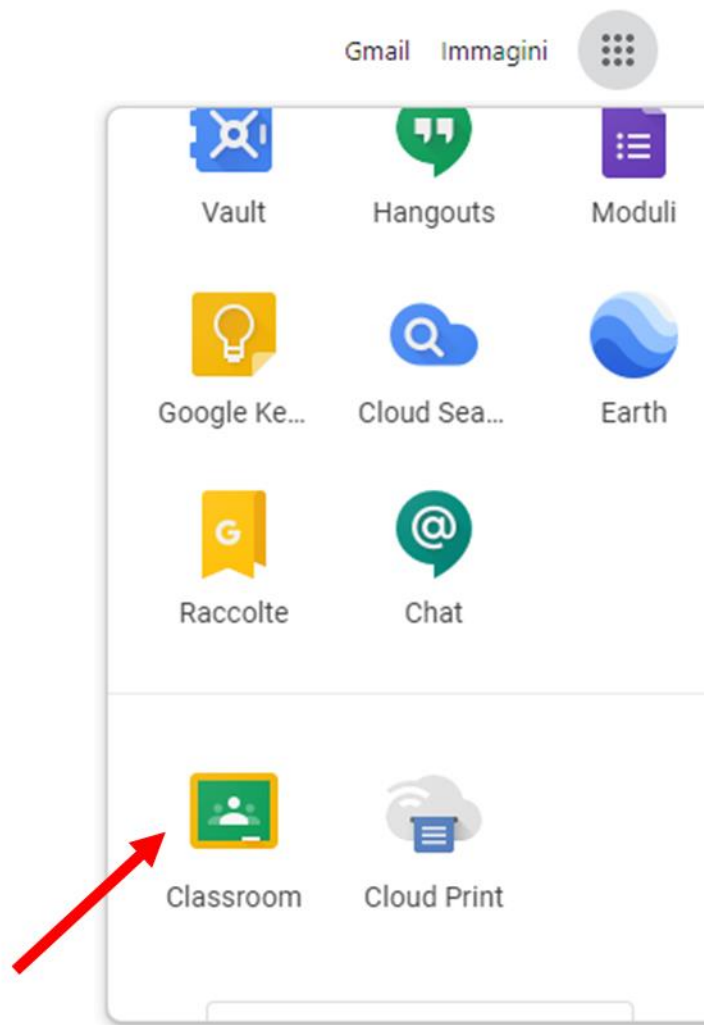 Gmail Immagini
Vault Hangouts Moduli
Google Ke... Cloud Sea... Earth
G @
Raccolte Chat
Classroom Cloud Print